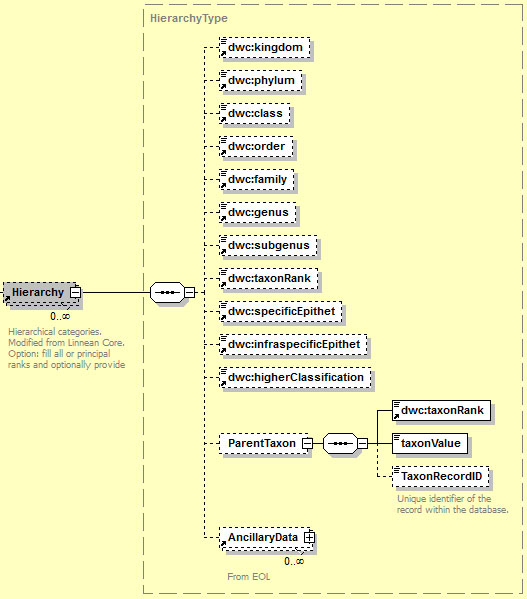 HierarchyType
dwc:kingdom
dwc:phylum
dwc:class
dwc:order
dwc:family
dwc:genus
dwc:subgenus
dwc:taxonRank
Hierarchy
0..∞
Hierarchical categories.
Modified from Linnean Core.
Option: fill all or principal
ranks and optionally provide
dwc:specificEpithet
dwc:infraspecificEpithet
dwc:higherClassification
ParentTaxon
dwc:taxonRank
taxonValue
TaxonRecordID
Unique identifier of the
record within the database.
AncillaryData
0..∞
From EOL